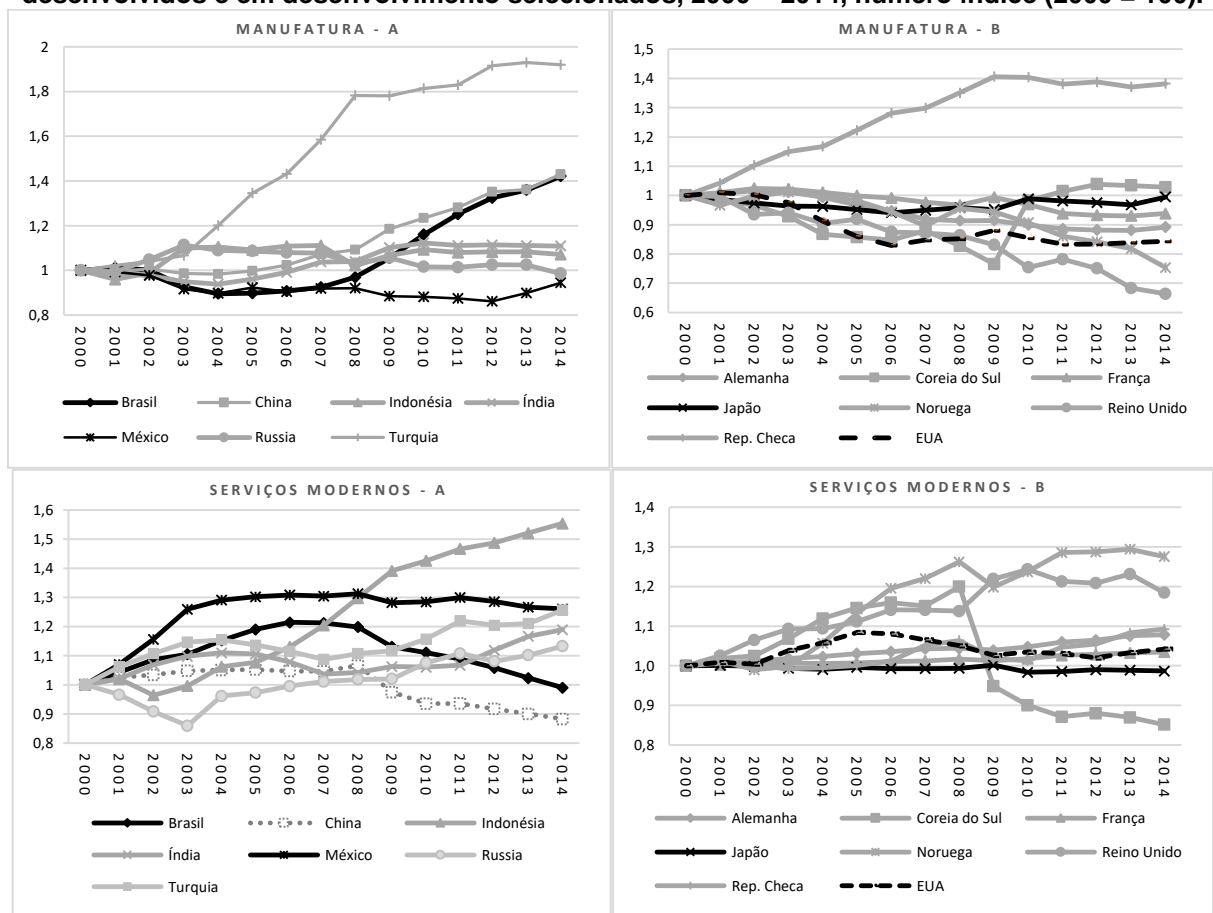 desenvolvidos e em desenvolvimento selecionados, 2000 – 2014, número índice (2000 = 100).
MANUFATURA - A
2
1,8
1,6
1,4
1,2
1
0,8
2000 2001 2002 2003 2004 2005 2006 2007 2008 2009 2010 2011 2012 2013 2014
Brasil China Indonésia Índia
México Russia Turquia
MANUFATURA - B
1,5
1,4
1,3
1,2
1,1
1
0,9
0,8
0,7
0,6
2000 2001 2002 2003 2004 2005 2006 2007 2008 2009 2010 2011 2012 2013 2014
Alemanha Coreia do Sul França
Japão Noruega Reino Unido
Rep. Checa EUA
SERVIÇOS MODERNOS - A
1,6
1,5
1,4
1,3
1,2
1,1
1
0,9
0,8
2000 2001 2002 2003 2004 2005 2006 2007 2008 2009 2010 2011 2012 2013 2014
Brasil China Indonésia
Índia México Russia
Turquia
SERVIÇOS MODERNOS - B
1,4
1,3
1,2
1,1
1,0
0,9
0,8
2000 2001 2002 2003 2004 2005 2006 2007 2008 2009 2010 2011 2012 2013 2014
Alemanha Coreia do Sul França
Japão Noruega Reino Unido
Rep. Checa EUA